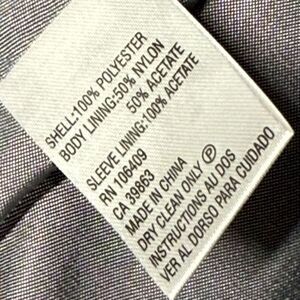 SHELL:100% POLYESTER
BODY LINING:50% NYLON
50% ACETATE
SLEEVE LINING:100% ACETATE
RN 106409
CA 39863
MADE IN CHINA
DRY CLEAN ONLY Ⓟ
INSTRUCTIONS AU DOS
VER AL DORSO PARA CUIDADO